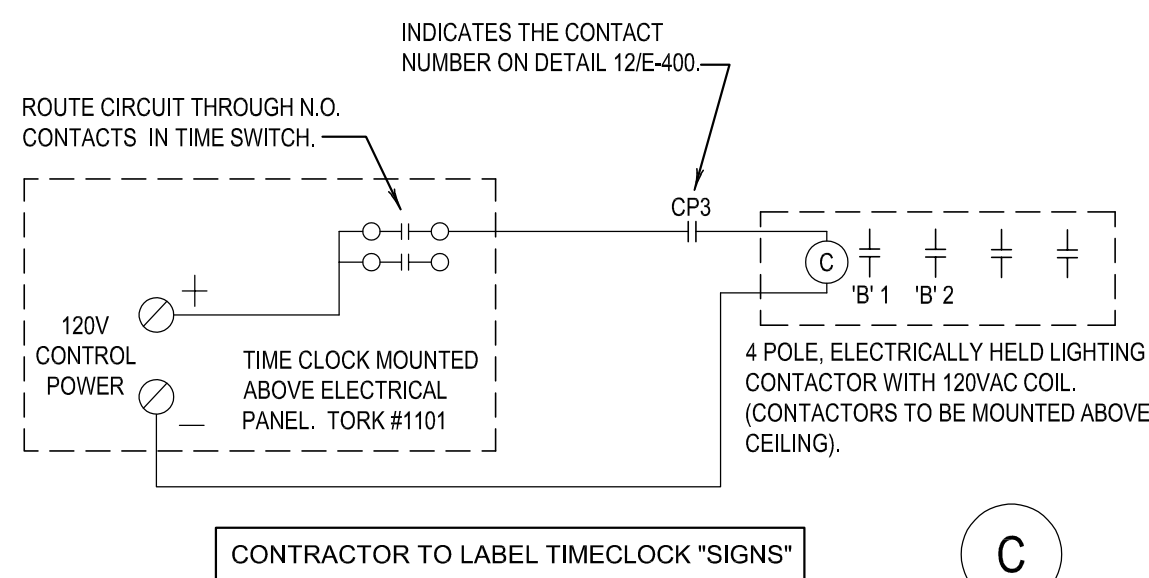 INDICATES THE CONTACT
NUMBER ON DETAIL 12/E-400.
ROUTE CIRCUIT THROUGH N.O.
CONTACTS IN TIME SWITCH.
CP3
+
C
'B' 1
'B' 2
120V
CONTROL
POWER
—
TIME CLOCK MOUNTED
ABOVE ELECTRICAL
PANEL. TORK #1101
4 POLE, ELECTRICALLY HELD LIGHTING
CONTACTOR WITH 120VAC COIL.
(CONTACTORS TO BE MOUNTED ABOVE
CEILING).
CONTRACTOR TO LABEL TIMECLOCK "SIGNS"
C